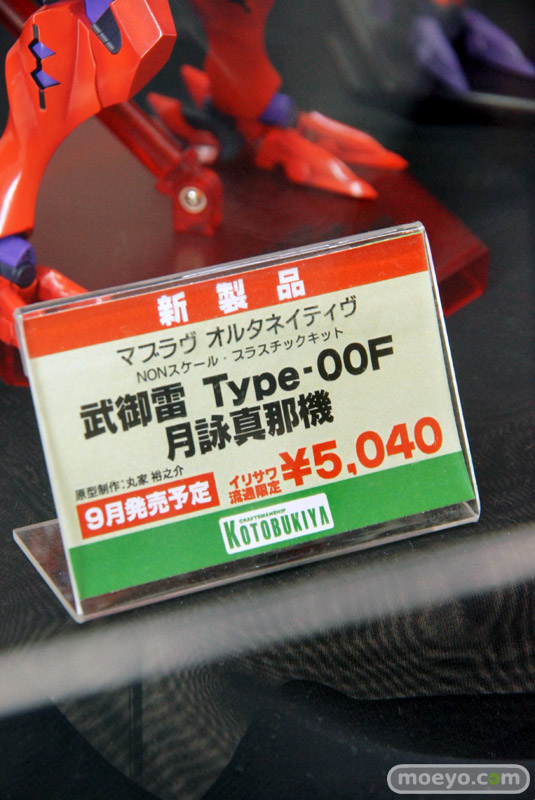 新製品
マブラヴ オルタネイティヴ
NONスケール・プラスチックキット
武御雷 Type-00F
月詠真那機
原型制作:丸家 裕之介
9月発売予定
イリサワ
流通限定
¥5,040
CRAFTSMANSHIP
KOTOBUKIYA
moeyo.com